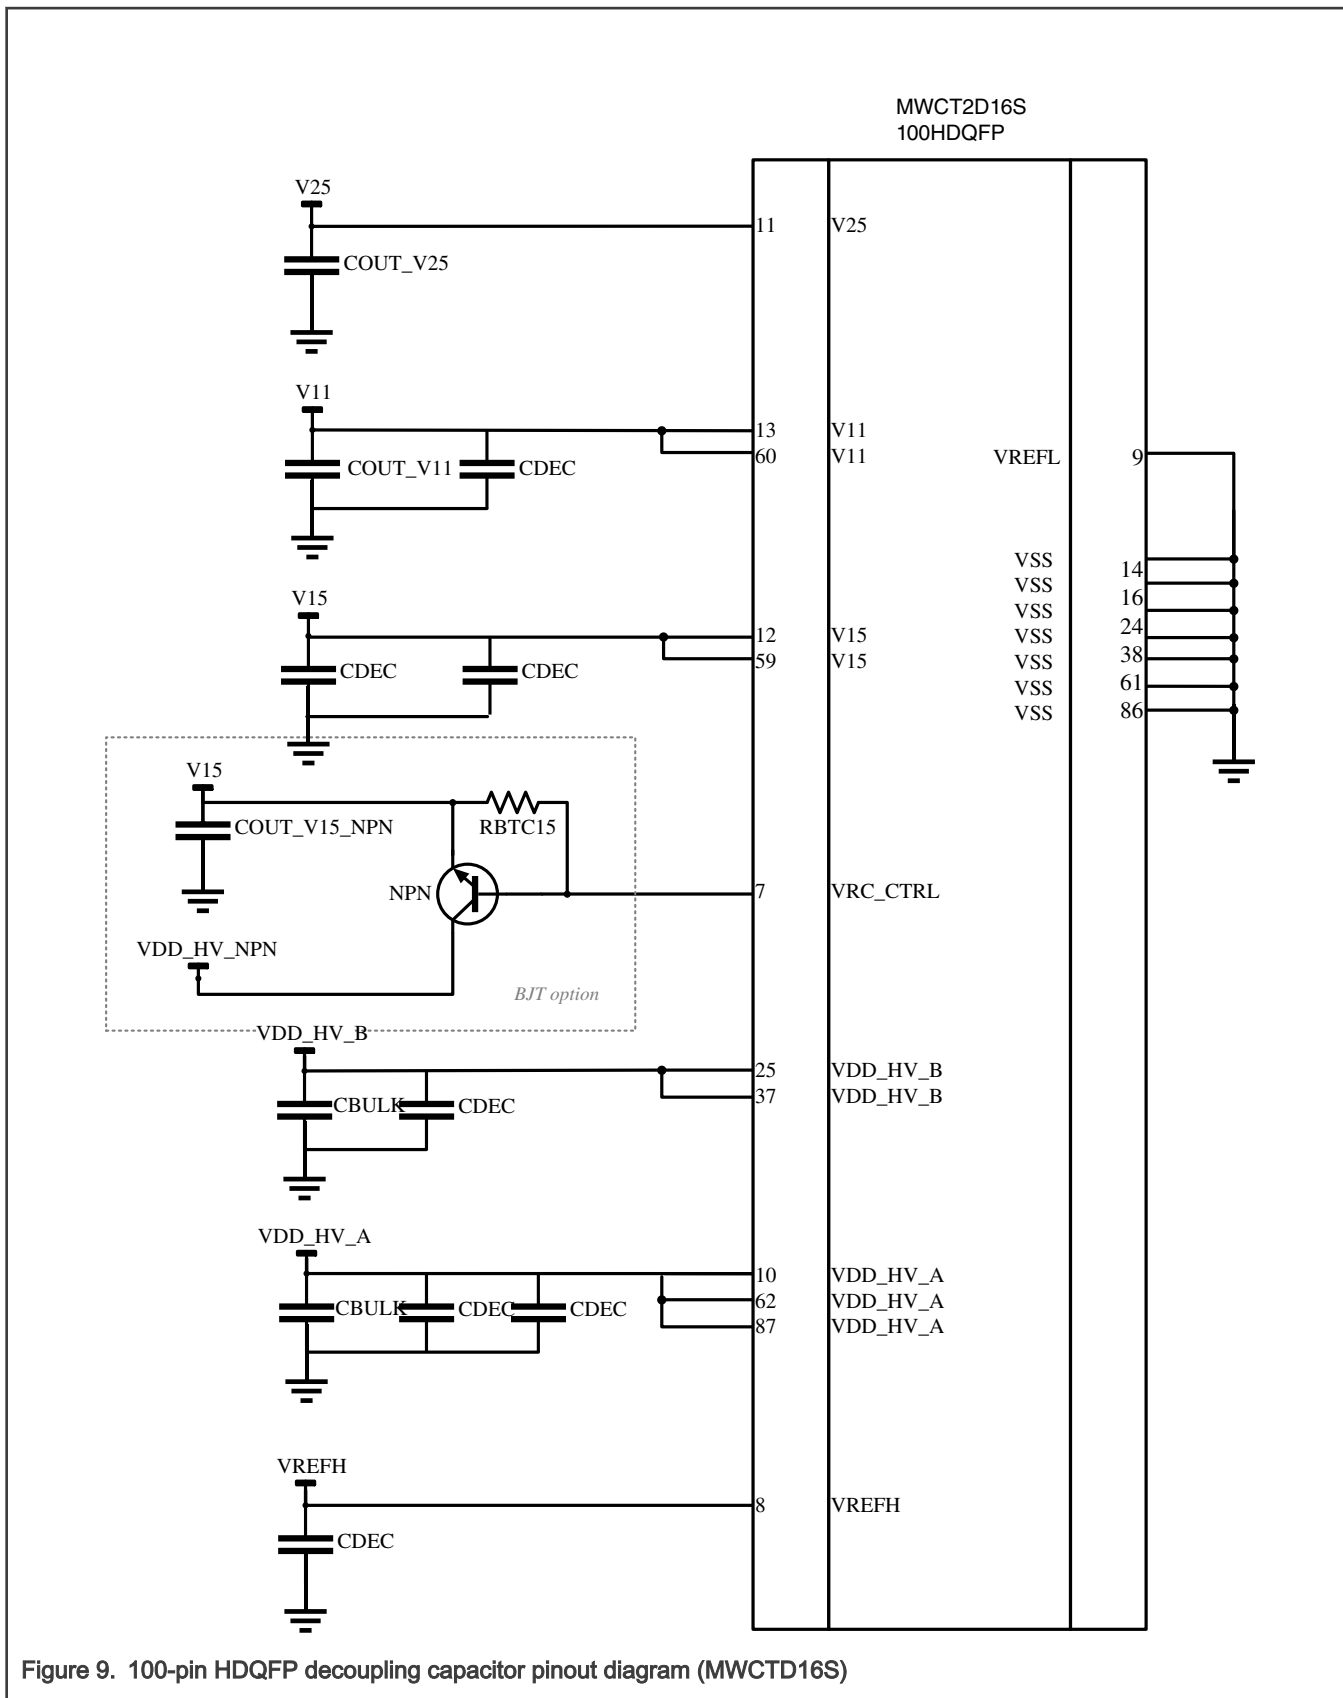 MWCT2D16S
100HDQFP
V25
11 V25
COUT_V25
V11
13 V11
COUT_V11 CDEC 60 V11
VREFL 9
VSS
14
VSS
16
VSS
24
VSS
38
VSS
61
VSS
86
VSS
V15
12 V15
CDEC CDEC 59 V15
V15
COUT_V15_NPN RBTC15
NPN 7 VRC_CTRL
VDD_HV_NPN
BJT option
VDD_HV_B
25 VDD_HV_B
CBULK CDEC 37 VDD_HV_B
VDD_HV_A
10 VDD_HV_A
CBULK CDEC CDEC 62 VDD_HV_A
87 VDD_HV_A
VREFH
8 VREFH
CDEC
Figure 9. 100-pin HDQFP decoupling capacitor pinout diagram (MWCTD16S)